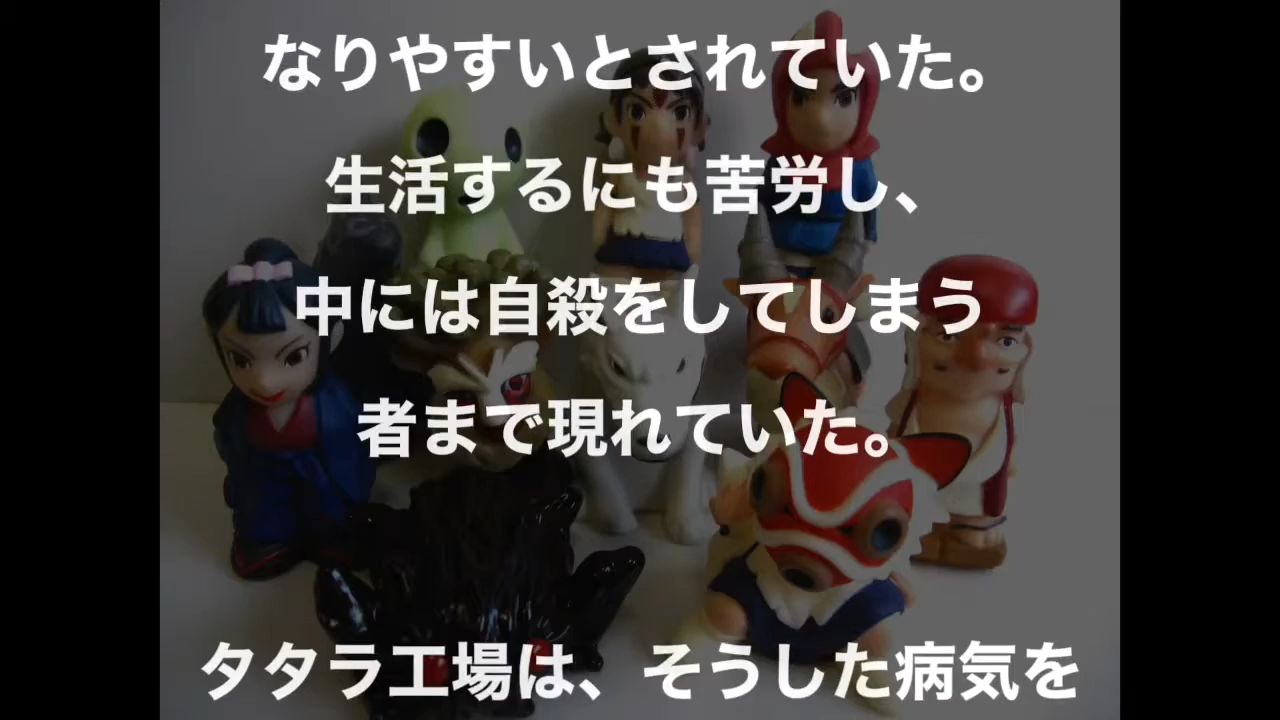 なりやすいとされていた。
生活するにも苦労し、
中には自殺をしてしまう
者まで現れていた。
タタラ工場は、そうした病気を